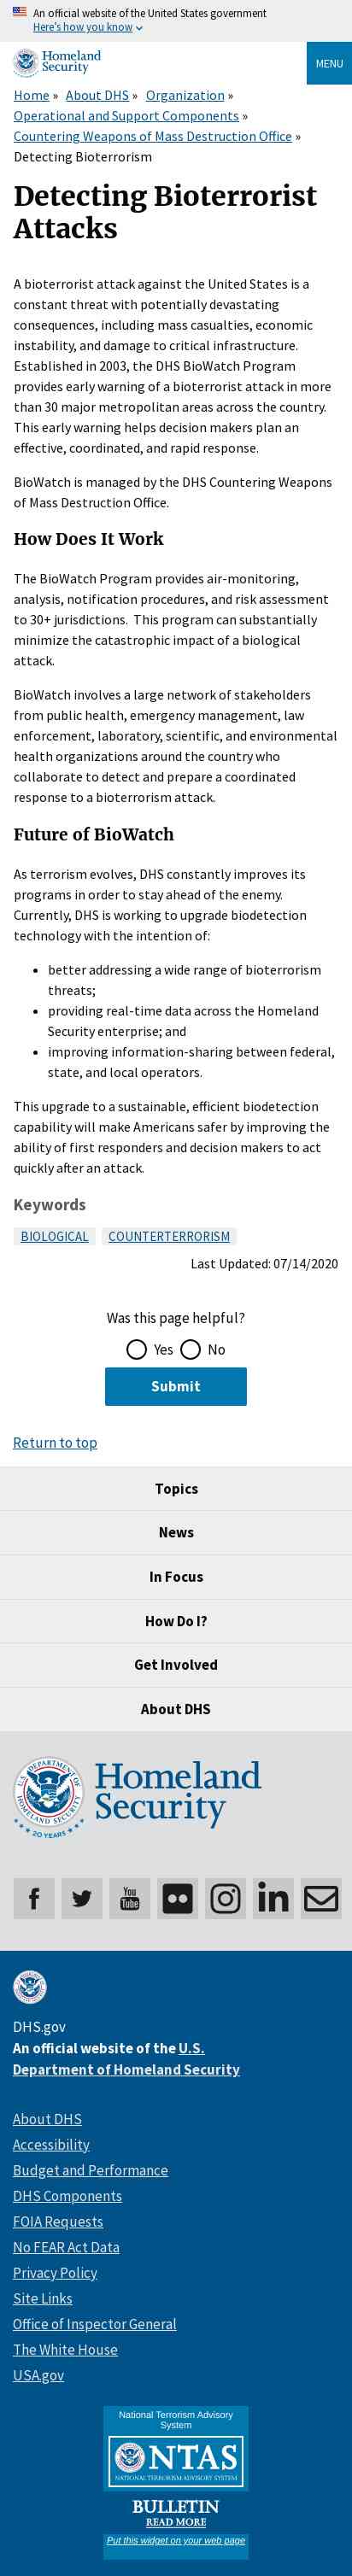 An official website of the United States government
Here's how you know
Homeland
Security
MENU
Home » About DHS » Organization »
Operational and Support Components »
Countering Weapons of Mass Destruction Office »
Detecting Bioterrorism
Detecting Bioterrorism
Attacks
A bioterrorist attack against the United States is a
constant threat with potentially devastating
consequences, including mass casualties, economic
instability, and damage to critical infrastructure.
Established in 2003, the DHS BioWatch Program
provides early warning of a bioterrorist attack in more
than 30 major metropolitan areas across the country.
This early warning helps decision makers plan an
effective, coordinated, and rapid response.
BioWatch is managed by the DHS Countering Weapons
of Mass Destruction Office.
How Does It Work
The BioWatch Program provides air-monitoring,
analysis, notification procedures, and risk assessment
to 30+ jurisdictions.  This program can substantially
minimize the catastrophic impact of a biological
attack.
BioWatch involves a large network of stakeholders
from public health, emergency management, law
enforcement, laboratory, scientific, and environmental
health organizations around the country who
collaborate to detect and prepare a coordinated
response to a bioterrorism attack.
Future of BioWatch
As terrorism evolves, DHS constantly improves its
programs in order to stay ahead of the enemy.
Currently, DHS is working to upgrade biodetection
technology with the intention of:
• better addressing a wide range of bioterrorism
threats;
• providing real-time data across the Homeland
Security enterprise; and
• improving information-sharing between federal,
state, and local operators.
This upgrade to a sustainable, efficient biodetection
capability will make Americans safer by improving the
ability of first responders and decision makers to act
quickly after an attack.
Keywords
BIOLOGICAL COUNTERTERRORISM
Last Updated: 07/14/2020
Was this page helpful?
Yes No
Submit
Return to top
Topics
News
In Focus
How Do I?
Get Involved
About DHS
U.S. DEPARTMENT OF HOMELAND SECURITY
20 YEARS
Homeland
Security
You
Tube
DHS.gov
An official website of the U.S.
Department of Homeland Security
About DHS
Accessibility
Budget and Performance
DHS Components
FOIA Requests
No FEAR Act Data
Privacy Policy
Site Links
Office of Inspector General
The White House
USA.gov
National Terrorism Advisory
System
NTAS
NATIONAL TERRORISM ADVISORY SYSTEM
BULLETIN
READ MORE
Put this widget on your web page